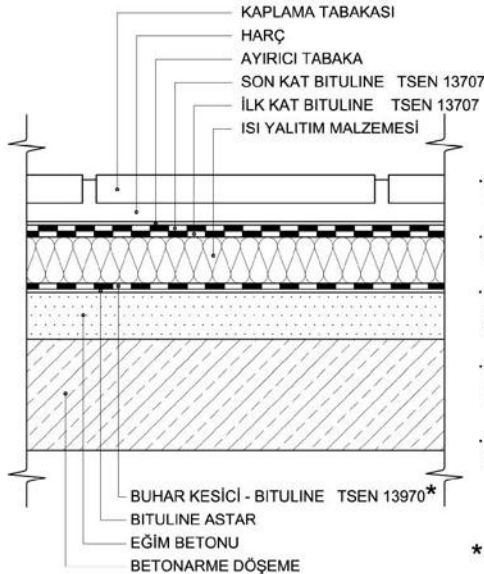 KAPLAMA TABAKASI
HARÇ
AYIRICI TABAKA
SON KAT BITULINE TSEN 13707
İLK KAT BITULINE TSEN 13707
ISI YALITIM MALZEMESİ
BUHAR KESİCİ - BITULINE TSEN 13970*
BITULINE ASTAR
EĞİM BETONU
*
BETONARME DÖŞEME